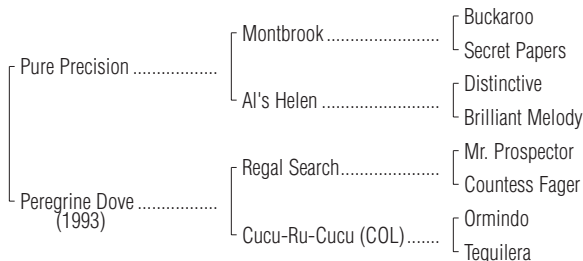 Buckaroo
Montbrook.............................
Secret Papers
Pure Precision .....................
Distinctive
Al's Helen .............................
Brilliant Melody
Mr. Prospector
Regal Search.........................
Countess Fager
Peregrine Dove ....................
(1993)
Ormindo
Cucu-Ru-Cucu (COL).......
Tequilera